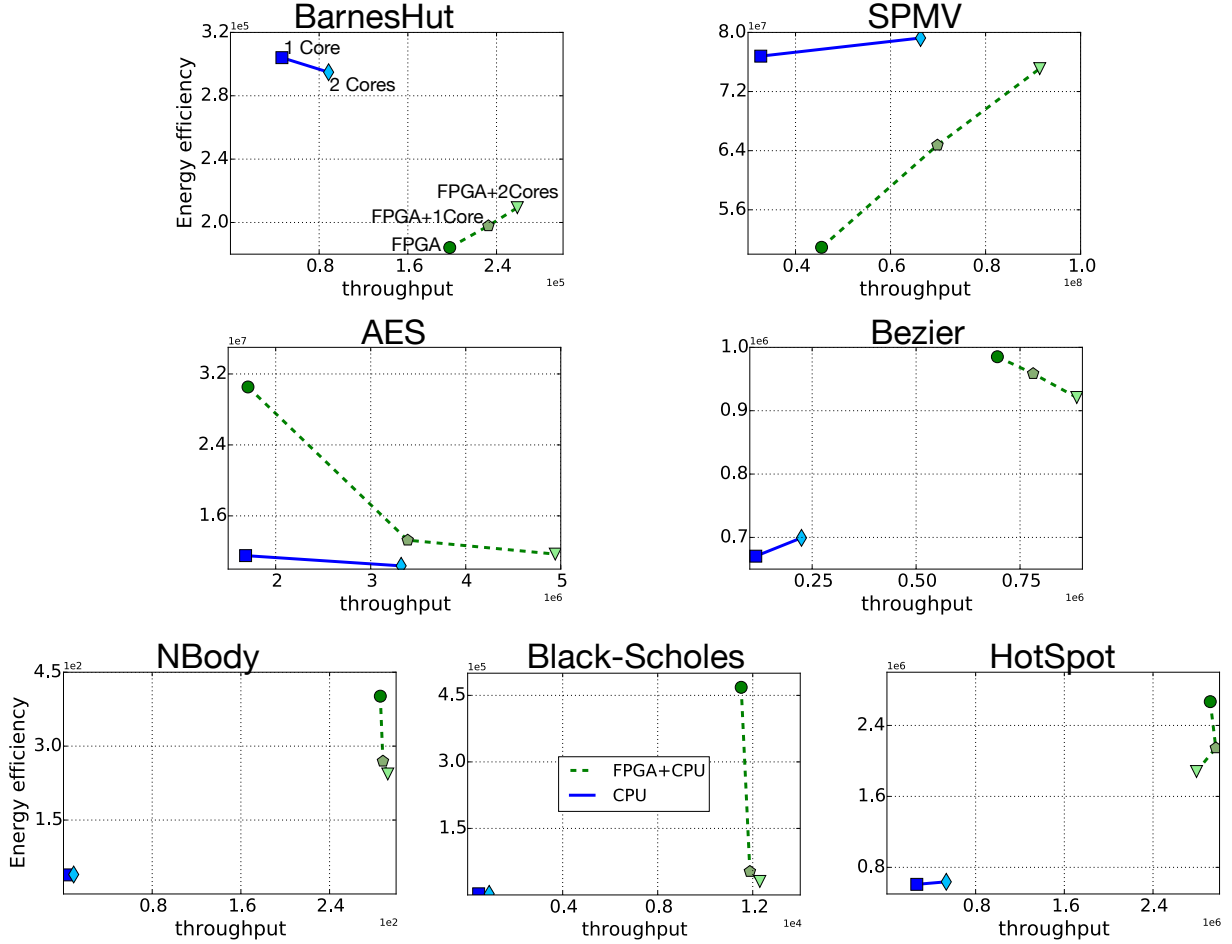 BarnesHut
1e5
3.2
2.8
2.4
2.0
Energy efficiency
1 Core
2 Cores
FPGA+2Cores
FPGA+1Core
FPGA
0.8 1.6 2.4
1e5
throughput
SPMV
1e7
8.0
7.2
6.4
5.6
0.4 0.6 0.8 1.0
1e8
throughput
AES
1e7
3.2
2.4
1.6
2 3 4 5
1e6
throughput
Bezier
1e6
1.0
0.9
0.8
0.7
0.25 0.50 0.75
1e6
throughput
NBody
1e2
4.5
3.0
1.5
Energy efficiency
0.8 1.6 2.4
1e2
throughput
Black-Scholes
1e5
4.5
3.0
1.5
FPGA+CPU
CPU
0.4 0.8 1.2
1e4
throughput
HotSpot
1e6
2.4
1.6
0.8
0.8 1.6 2.4
1e6
throughput